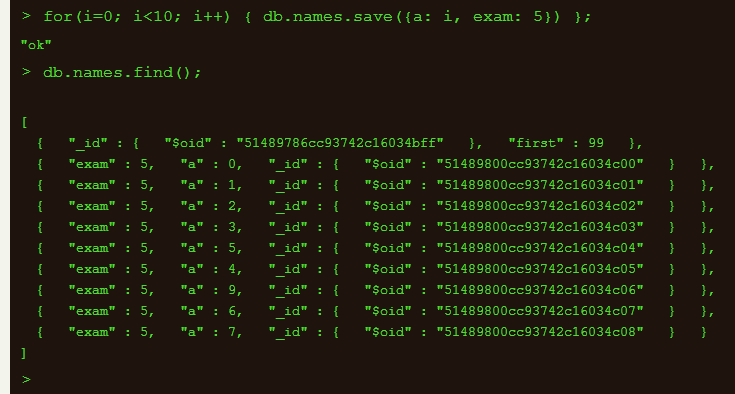 > for(i=0; i<10; i++) { db.names.save({a: i, exam: 5}) };
"ok"
> db.names.find();
[
{ "_id" : { "$oid" : "51489786cc93742c16034bff" }, "first" : 99 },
{ "exam" : 5, "a" : 0, "_id" : { "$oid" : "51489800cc93742c16034c00" } },
{ "exam" : 5, "a" : 1, "_id" : { "$oid" : "51489800cc93742c16034c01" } },
{ "exam" : 5, "a" : 2, "_id" : { "$oid" : "51489800cc93742c16034c02" } },
{ "exam" : 5, "a" : 3, "_id" : { "$oid" : "51489800cc93742c16034c03" } },
{ "exam" : 5, "a" : 5, "_id" : { "$oid" : "51489800cc93742c16034c04" } },
{ "exam" : 5, "a" : 4, "_id" : { "$oid" : "51489800cc93742c16034c05" } },
{ "exam" : 5, "a" : 9, "_id" : { "$oid" : "51489800cc93742c16034c06" } },
{ "exam" : 5, "a" : 6, "_id" : { "$oid" : "51489800cc93742c16034c07" } },
{ "exam" : 5, "a" : 7, "_id" : { "$oid" : "51489800cc93742c16034c08" } }
]
>